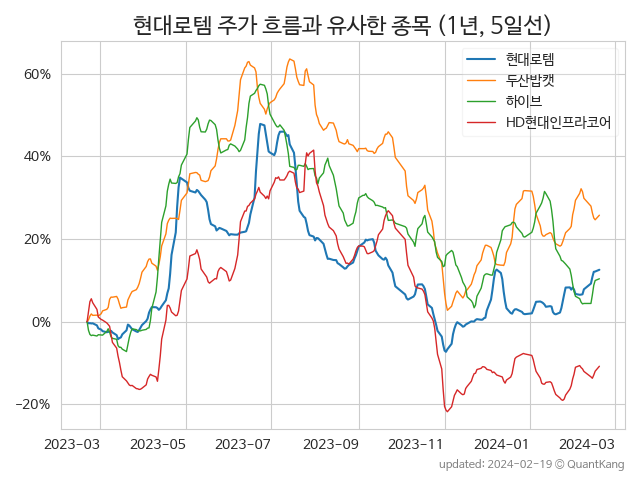 현대로템 주가 흐름과 유사한 종목 (1년, 5일선)
현대로템
두산밥캣
하이브
HD현대인프라코어
60%
40%
20%
0%
−20%
2023-03
2023-05
2023-07
2023-09
2023-11
2024-01
2024-03
updated: 2024-02-19 @ QuantKang